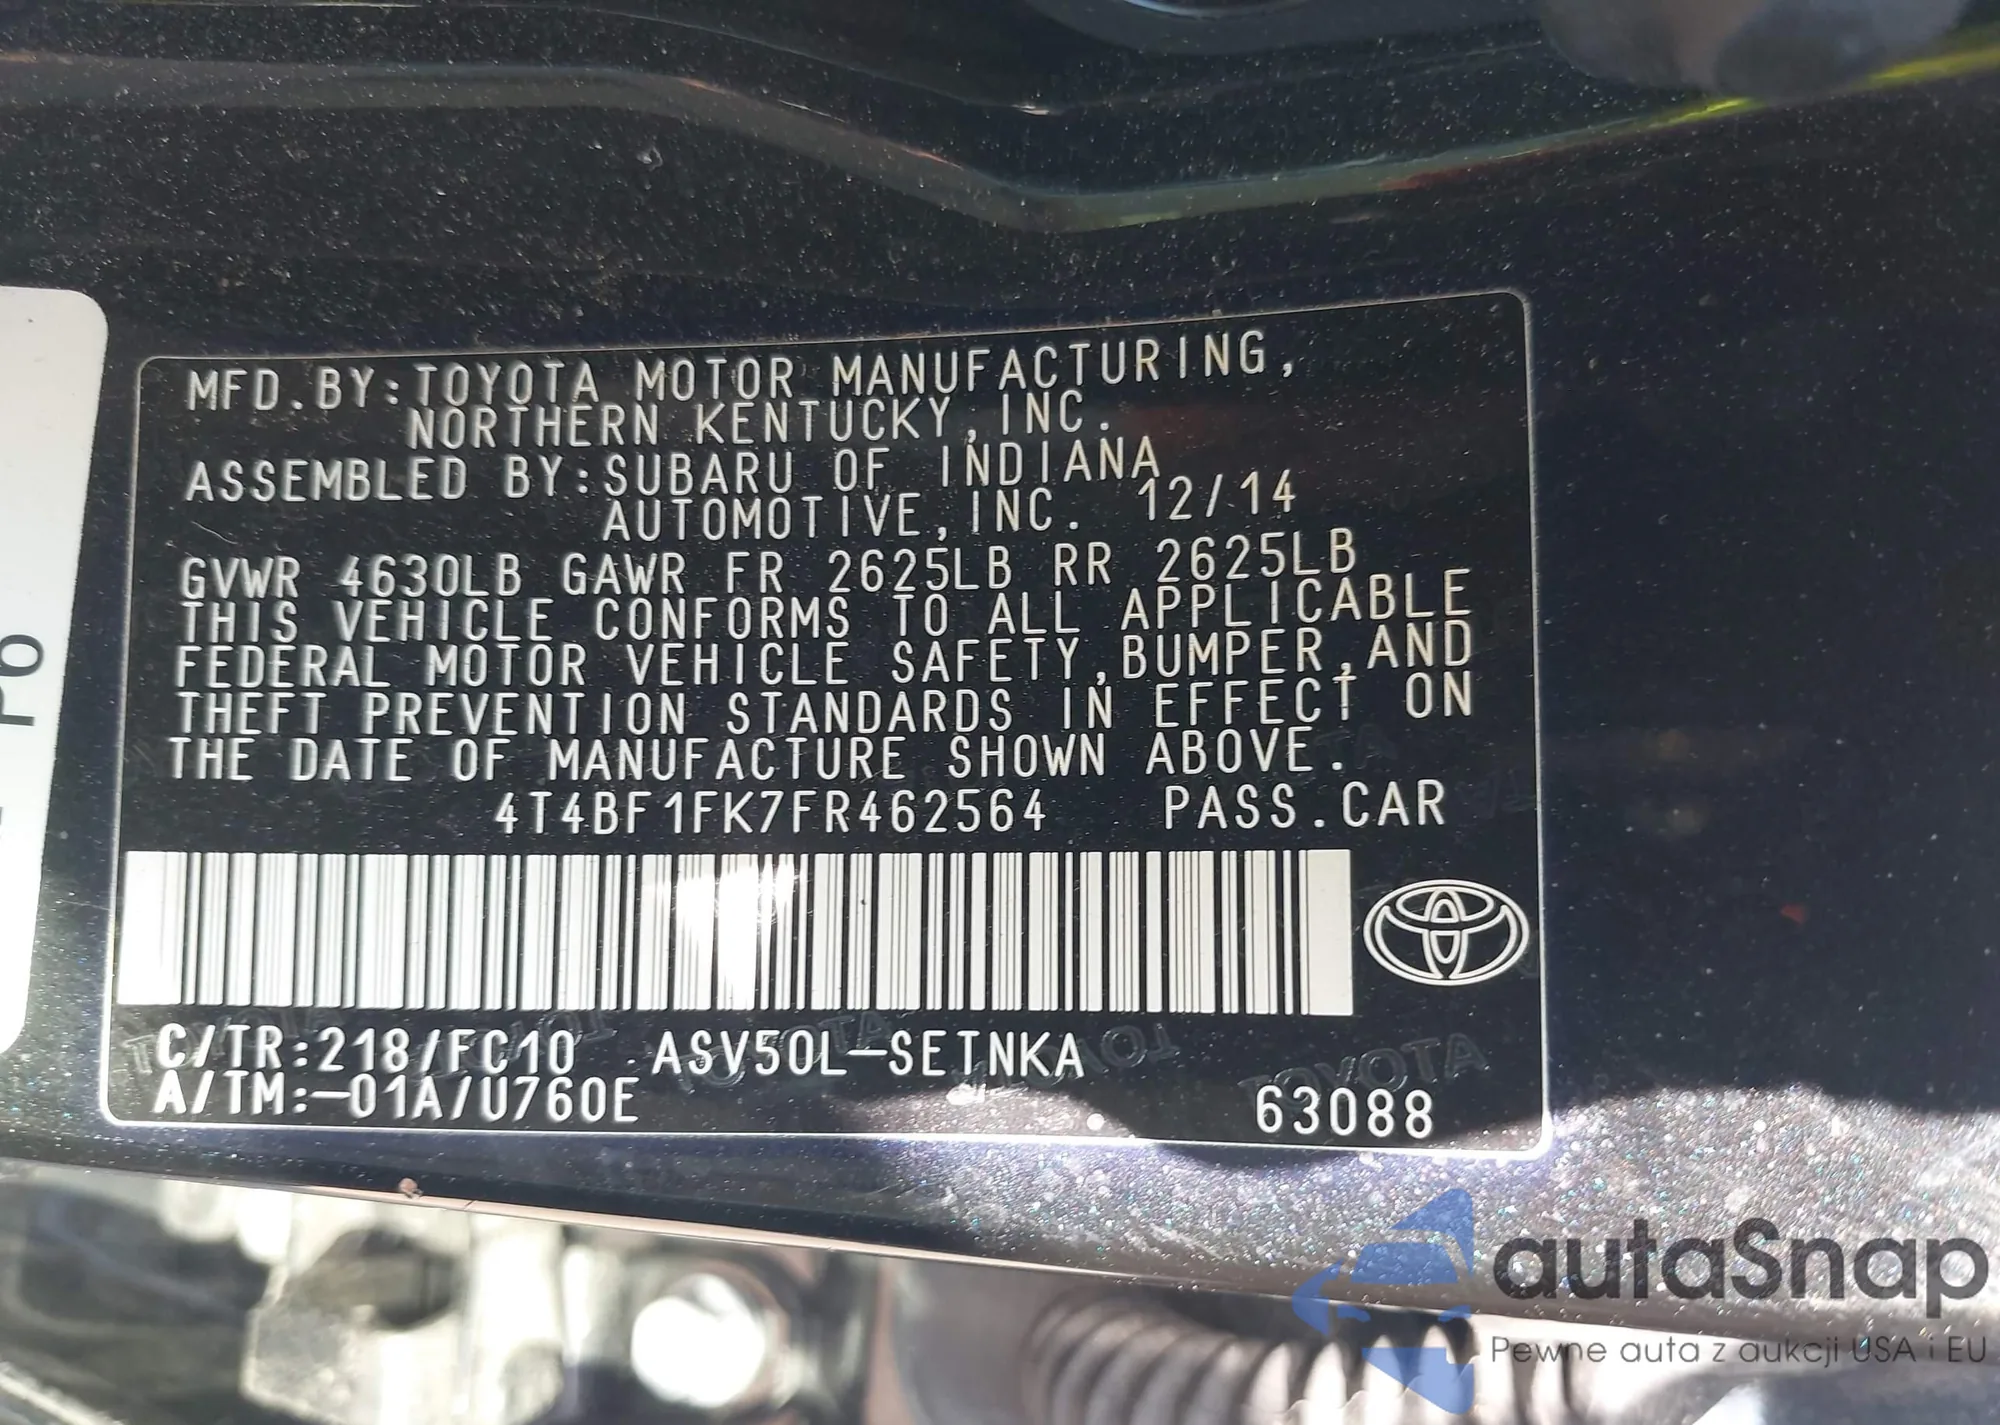 MFD.BY:TOYOTA MOTOR MANUFACTURING,
NORTHERN KENTUCKY,INC.
ASSEMBLED BY:SUBARU OF INDIANA
AUTOMOTIVE,INC. 12/14
GVWR 4630LB GAWR FR 2625LB RR 2625LB
THIS VEHICLE CONFORMS TO ALL APPLICABLE
FEDERAL MOTOR VEHICLE SAFETY,BUMPER,AND
THEFT PREVENTION STANDARDS IN EFFECT ON
THE DATE OF MANUFACTURE SHOWN ABOVE.
4T4BF1FK7FR462564 PASS.CAR
C/TR:218/FC10 ASV50L-SETNKA
A/TM:-01A/U760E 63088
TOYOTA
autaSnap
Pewne auta z aukcji USA i EU